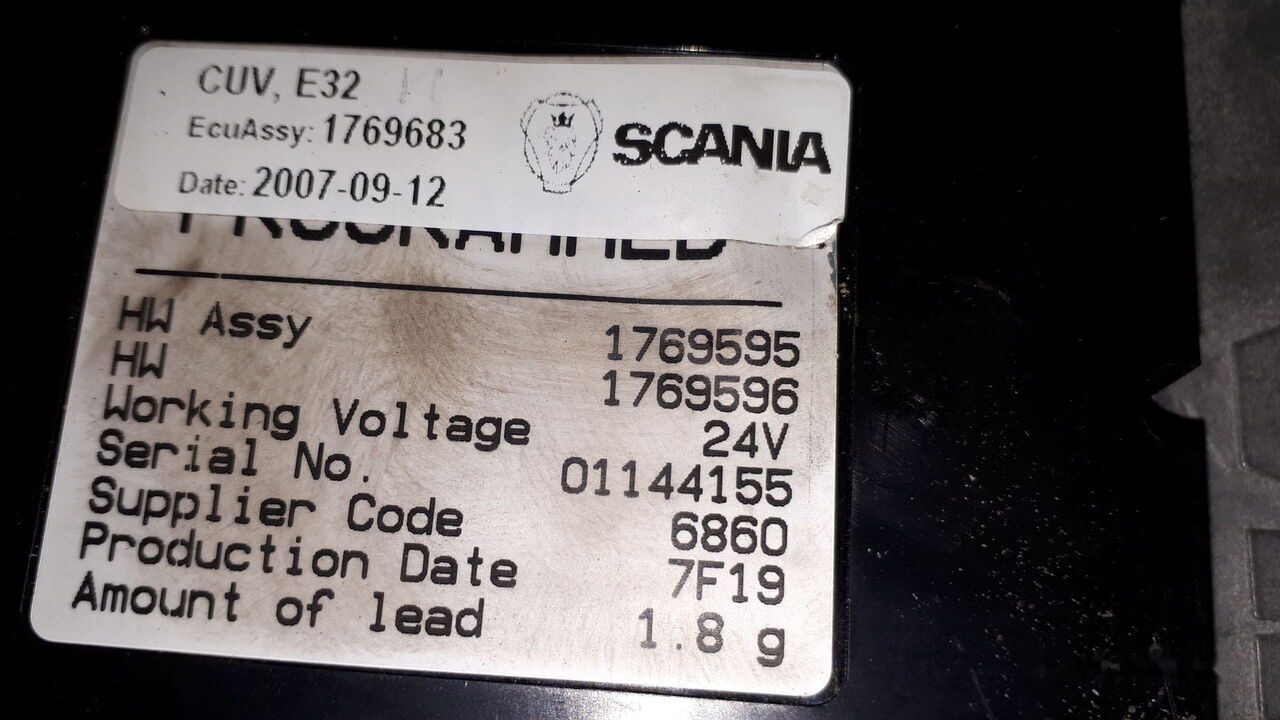 CUV, E32
EcuAssy: 1769683
SCANIA
Date: 2007-09-12
PROGRAMMED
HW Assy 1769595
HW 1769596
Working Voltage 24V
Serial No. 01144155
Supplier Code 6860
Production Date 7F19
Amount of lead 1.8 g